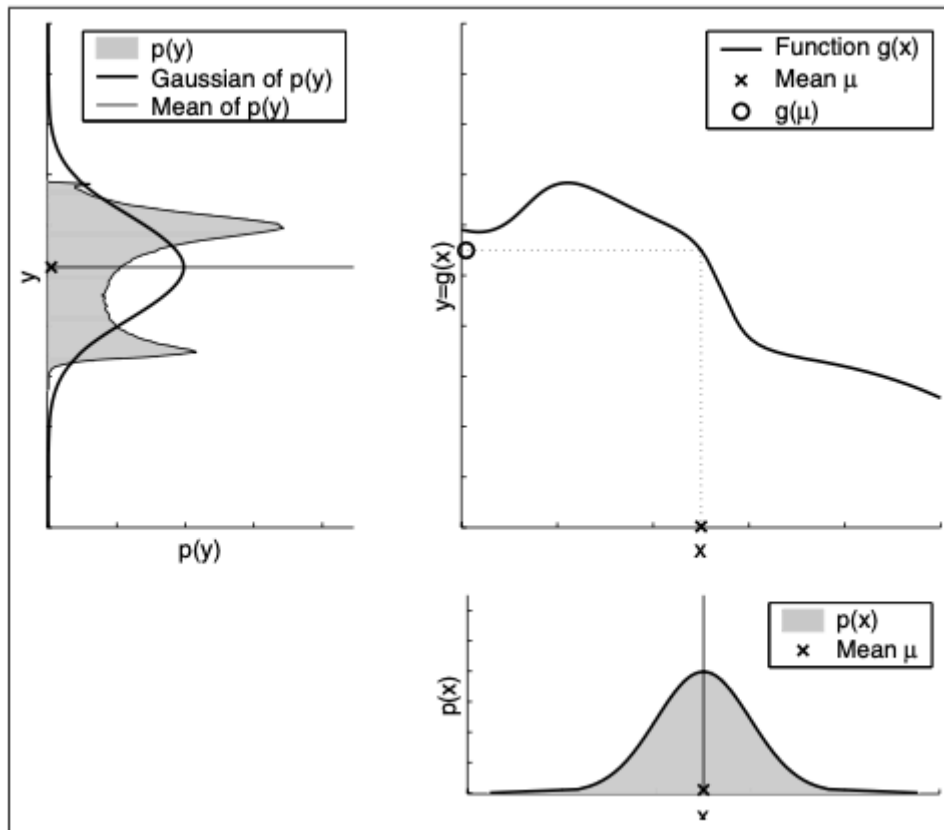 p(y)
Gaussian of p(y)
Mean of p(y)
y
p(y)
Function g(x)
Mean μ
g(μ)
y=g(x)
x
p(x)
Mean μ
p(x)